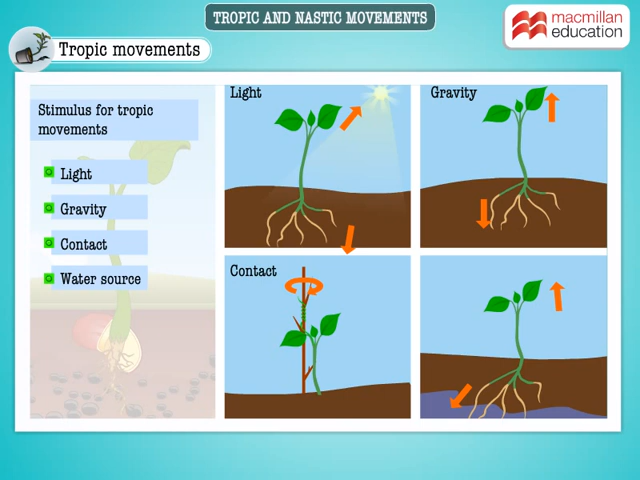 TROPIC AND NASTIC MOVEMENTS
macmillan
education
Tropic movements
Stimulus for tropic
movements
Light
Gravity
Contact
Water source
Light
Gravity
Contact